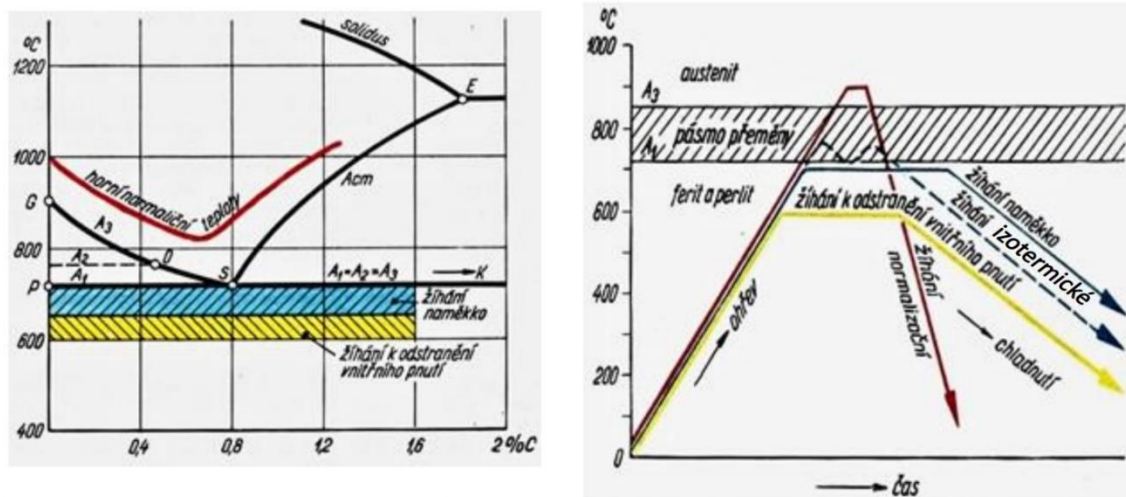 °C
1200
1000
G
800
P
600
400
solidus
E
Acm
horní normaliční teploty
A₃
A₂
O
S
A₁
A₁=A₂=A₃
K
žíhání
naměkko
žíhání k odstranění
vnitřního pnutí
0,4
0,8
1,2
1,6
2%C
°C
1000
800
600
400
200
0
A₃
austenit
pásmo přeměny
A₁
ferit a perlit
žíhání k odstranění
vnitřního pnutí
žíhání naměkko
žíhání izotermické
žíhání
normalizační
ohřev
chladnutí
čas